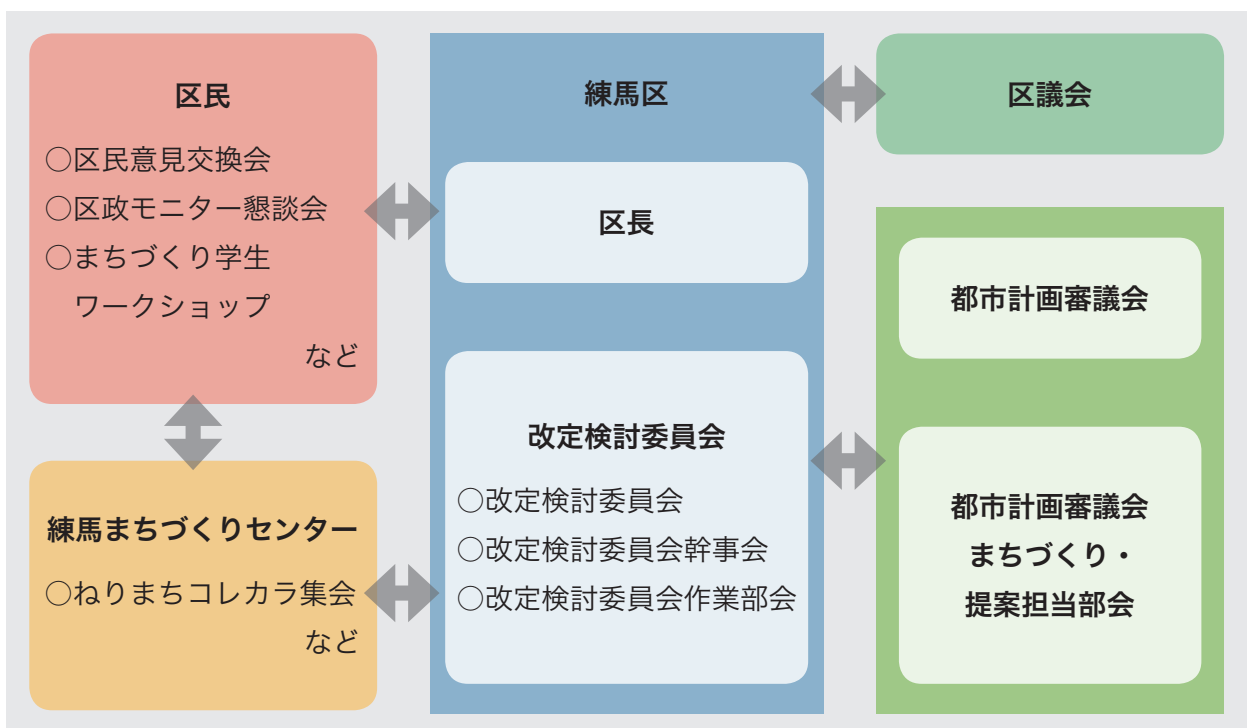 区民
○区民意見交換会
○区政モニター懇談会
○まちづくり学生
ワークショップ
など
練馬まちづくりセンター
○ねりまちコレカラ集会
など
練馬区
区長
改定検討委員会
○改定検討委員会
○改定検討委員会幹事会
○改定検討委員会作業部会
区議会
都市計画審議会
都市計画審議会
まちづくり・
提案担当部会